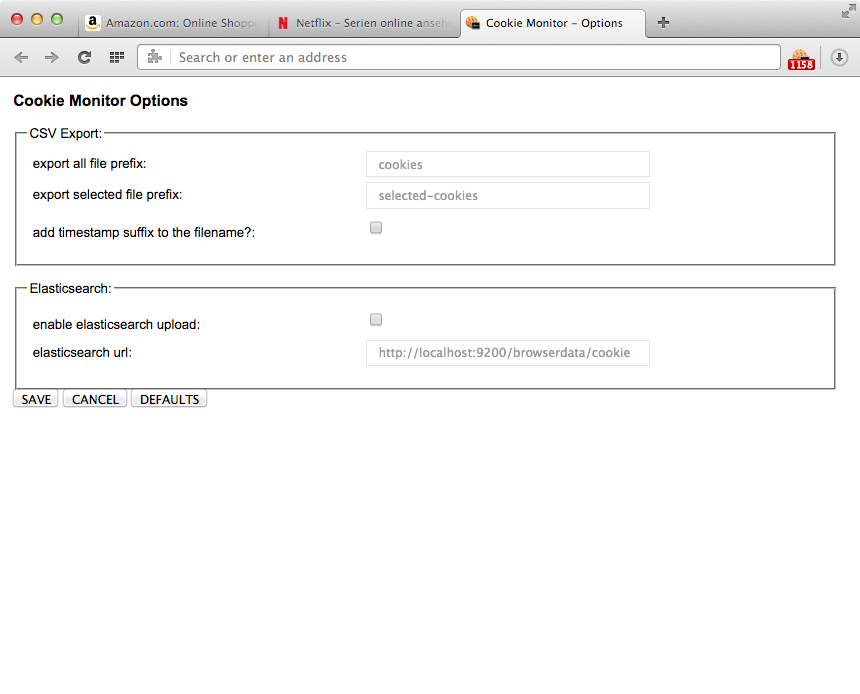 Amazon.com: Online Shoppi
Netflix – Serien online anseh
Cookie Monitor – Options
Search or enter an address
1158
Cookie Monitor Options
CSV Export:
export all file prefix:
cookies
export selected file prefix:
selected-cookies
add timestamp suffix to the filename?:
Elasticsearch:
enable elasticsearch upload:
elasticsearch url:
http://localhost:9200/browserdata/cookie
SAVE CANCEL DEFAULTS